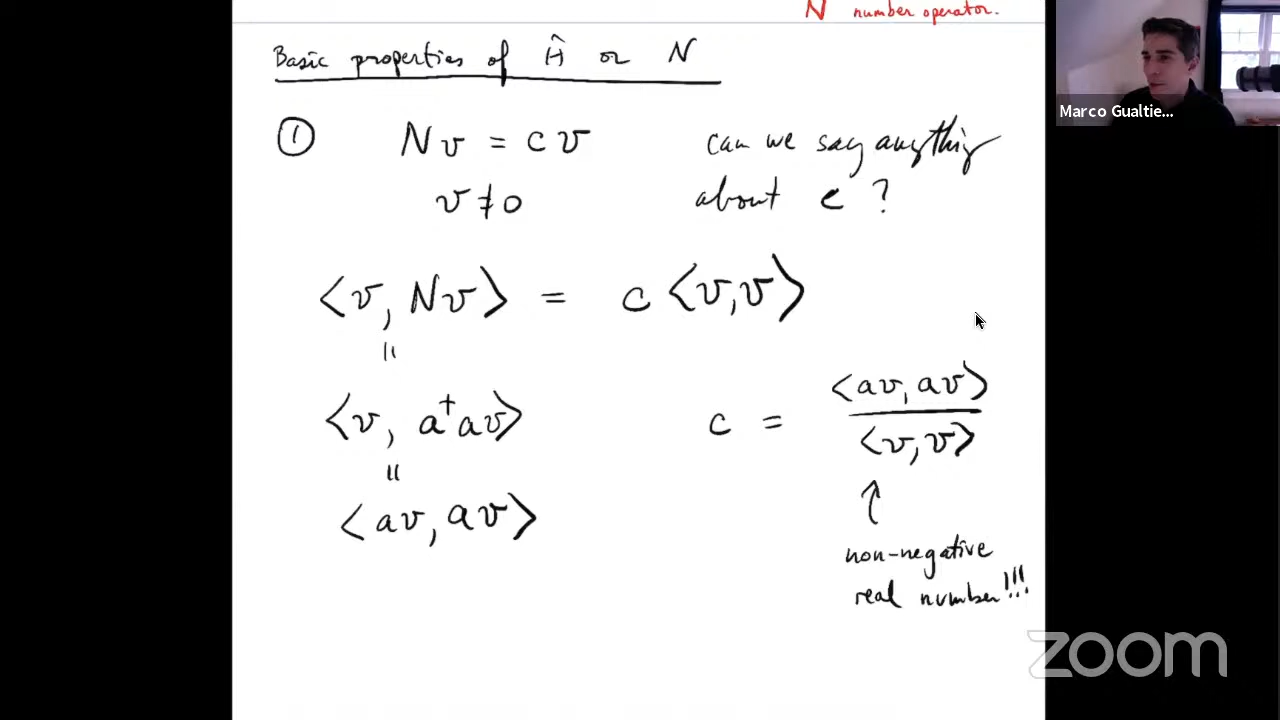 N number operator.
Basic properties of Ĥ or N
① Nv = cv can we say anything
v ≠ 0 about c ?
⟨v, Nv⟩ = c ⟨v,v⟩
=
⟨v, a†av⟩ c = ⟨av, av⟩ / ⟨v,v⟩
=
⟨av, av⟩
↑
non-negative
real number!!!
Marco Gualtie...
zoom